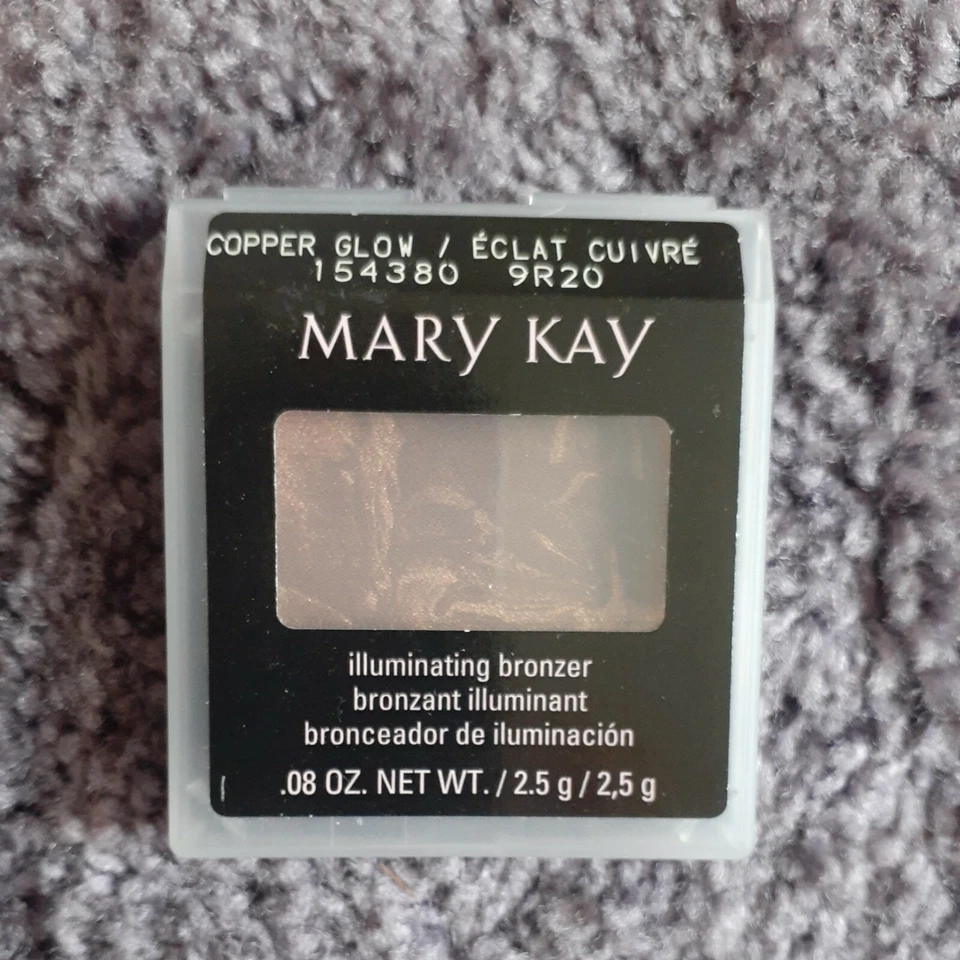 COPPER GLOW / ÉCLAT CUIVRÉ
154380 9R20
MARY KAY
illuminating bronzer
bronzant illuminant
bronceador de iluminación
.08 OZ. NET WT. / 2.5 g / 2,5 g